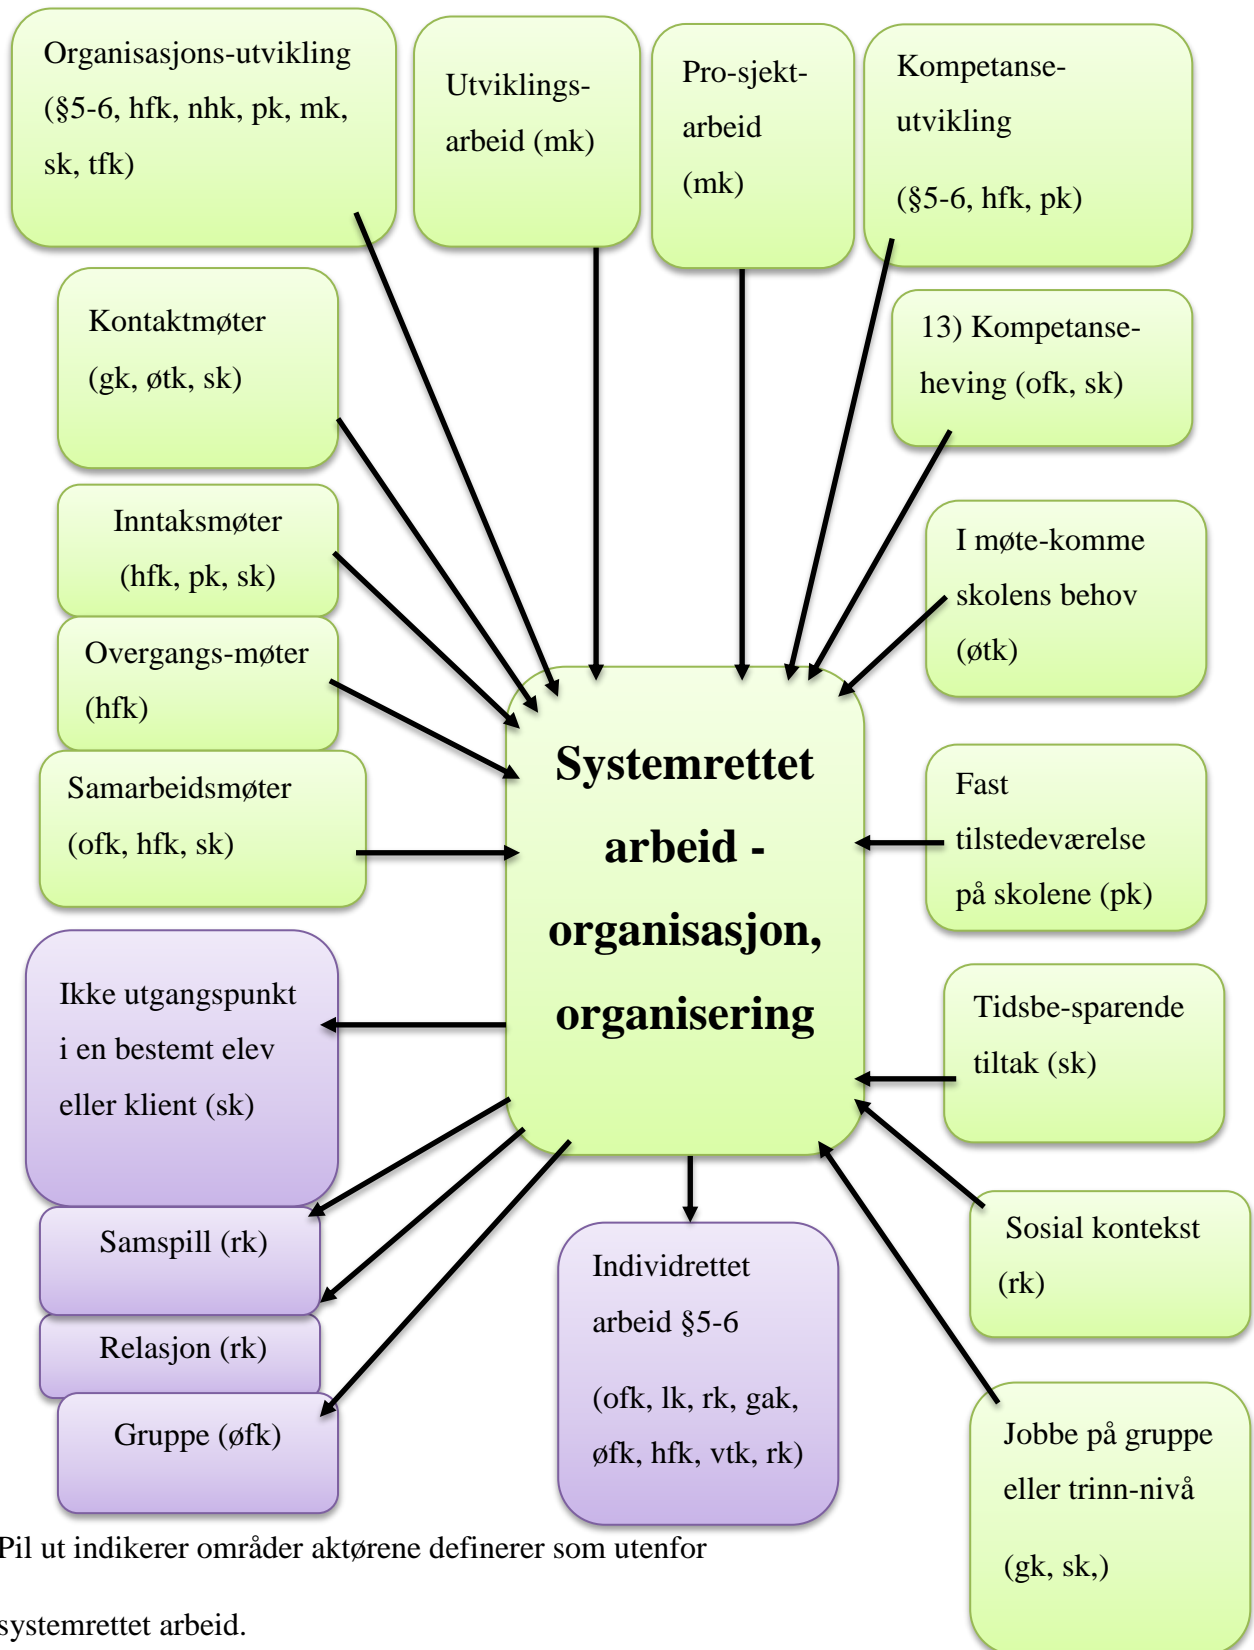 Organisasjons-utvikling
(§5-6, hfk, nhk, pk, mk,
sk, tfk)
Utviklings-
arbeid (mk)
Pro-sjekt-
arbeid
(mk)
Kompetanse-
utvikling
(§5-6, hfk, pk)
Kontaktmøter
(gk, øtk, sk)
13) Kompetanse-
heving (ofk, sk)
Inntaksmøter
(hfk, pk, sk)
I møte-komme
skolens behov
(øtk)
Overgangs-møter
(hfk)
Samarbeidsmøter
(ofk, hfk, sk)
Systemrettet
arbeid -
organisasjon,
organisering
Fast
tilstedeværelse
på skolene (pk)
Ikke utgangspunkt
i en bestemt elev
eller klient (sk)
Tidsbe-sparende
tiltak (sk)
Samspill (rk)
Relasjon (rk)
Gruppe (øfk)
Individrettet
arbeid §5-6
(ofk, lk, rk, gak,
øfk, hfk, vtk, rk)
Sosial kontekst
(rk)
Jobbe på gruppe
eller trinn-nivå
(gk, sk,)
Pil ut indikerer områder aktørene definerer som utenfor
systemrettet arbeid.